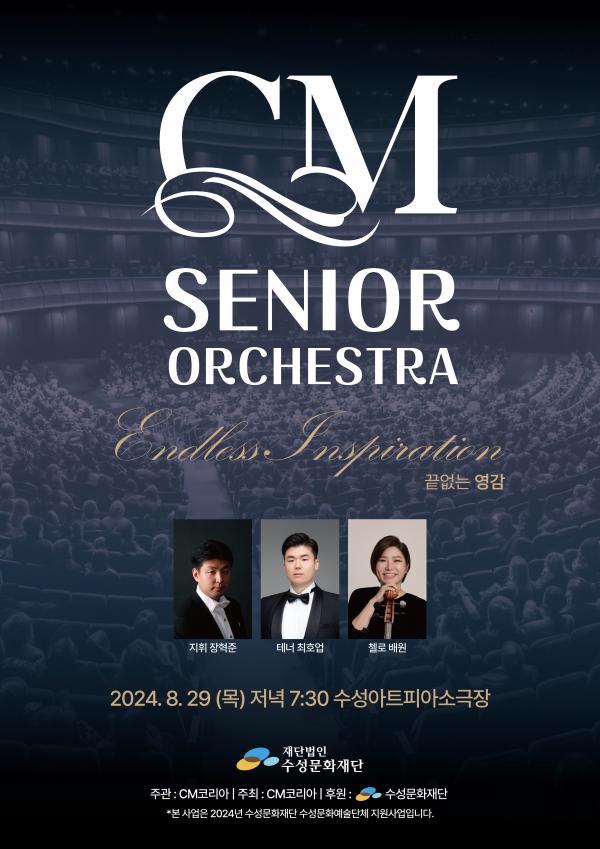 CM
SENIOR
ORCHESTRA
Endless Inspiration
끝없는 영감
지휘 장혁준
테너 최호업
첼로 배원
2024. 8. 29 (목) 저녁 7:30 수성아트피아소극장
재단법인
수성문화재단
주관 : CM코리아 | 주최 : CM코리아 | 후원 : 수성문화재단
*본 사업은 2024년 수성문화재단 수성문화예술단체 지원사업입니다.